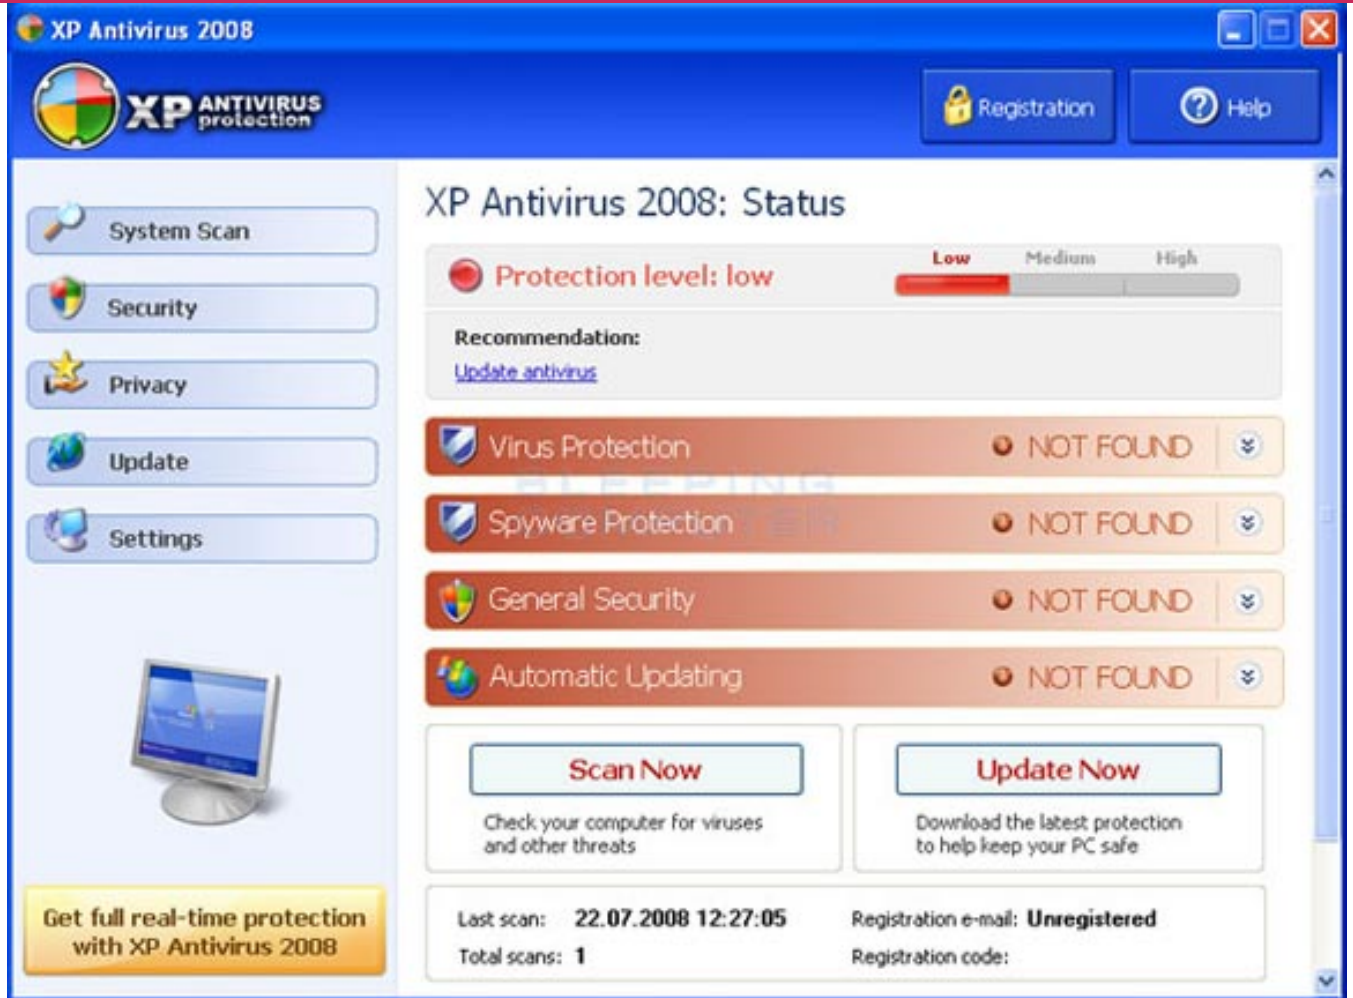 XP Antivirus 2008
XP ANTIVIRUS
protection
Registration
Help
System Scan
Security
Privacy
Update
Settings
Get full real-time protection
with XP Antivirus 2008
XP Antivirus 2008: Status
Protection level: low
Low Medium High
Recommendation:
Update antivirus
Virus Protection NOT FOUND
BLEEPING
COMPUTER
Spyware Protection NOT FOUND
General Security NOT FOUND
Automatic Updating NOT FOUND
Scan Now
Check your computer for viruses
and other threats
Update Now
Download the latest protection
to help keep your PC safe
Last scan: 22.07.2008 12:27:05
Total scans: 1
Registration e-mail: Unregistered
Registration code: